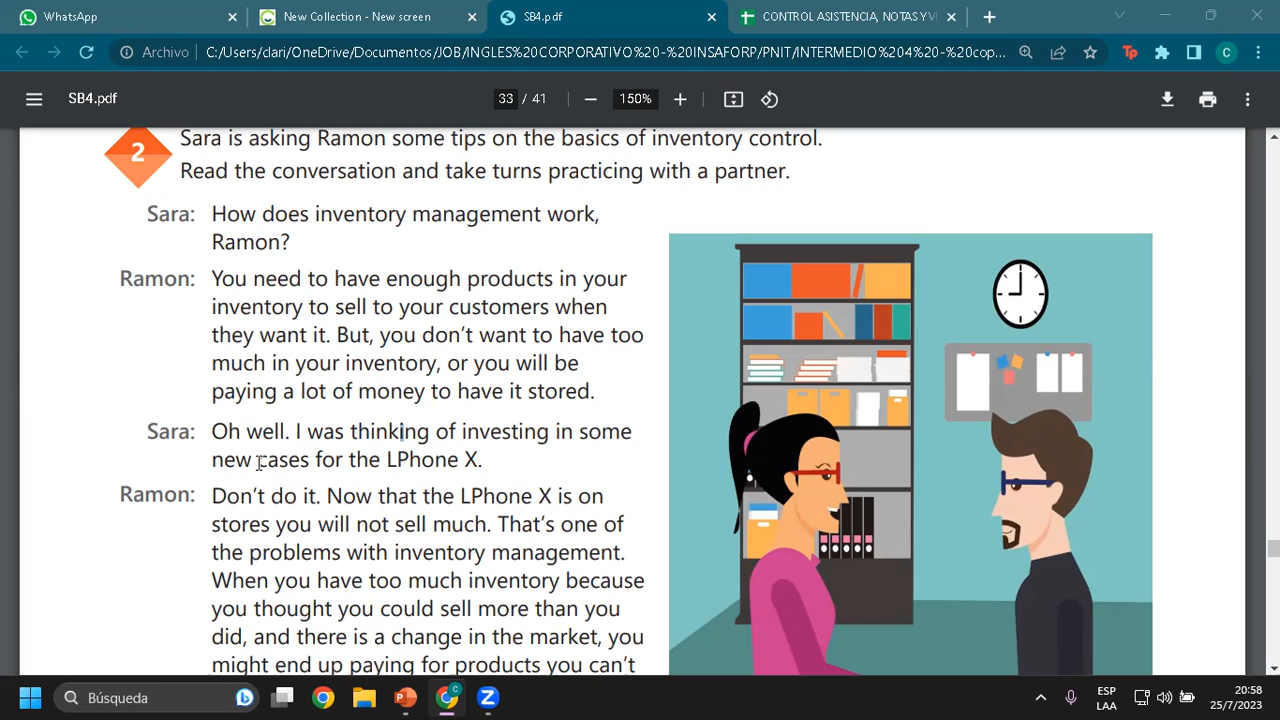 WhatsApp
New Collection - New screen
SB4.pdf
CONTROL ASISTENCIA, NOTAS Y VI
Archivo
C:/Users/clari/OneDrive/Documentos/JOB/INGLES%20CORPORATIVO%20-%20INSAFORP/PNIT/INTERMEDIO%204%20-%20cop...
SB4.pdf
33 / 41
150%
2
Sara is asking Ramon some tips on the basics of inventory control.
Read the conversation and take turns practicing with a partner.
Sara: How does inventory management work,
Ramon?
Ramon: You need to have enough products in your
inventory to sell to your customers when
they want it. But, you don't want to have too
much in your inventory, or you will be
paying a lot of money to have it stored.
Sara: Oh well. I was thinking of investing in some
new cases for the LPhone X.
Ramon: Don't do it. Now that the LPhone X is on
stores you will not sell much. That's one of
the problems with inventory management.
When you have too much inventory because
you thought you could sell more than you
did, and there is a change in the market, you
might end up paying for products you can't
Búsqueda
ESP
LAA
20:58
25/7/2023